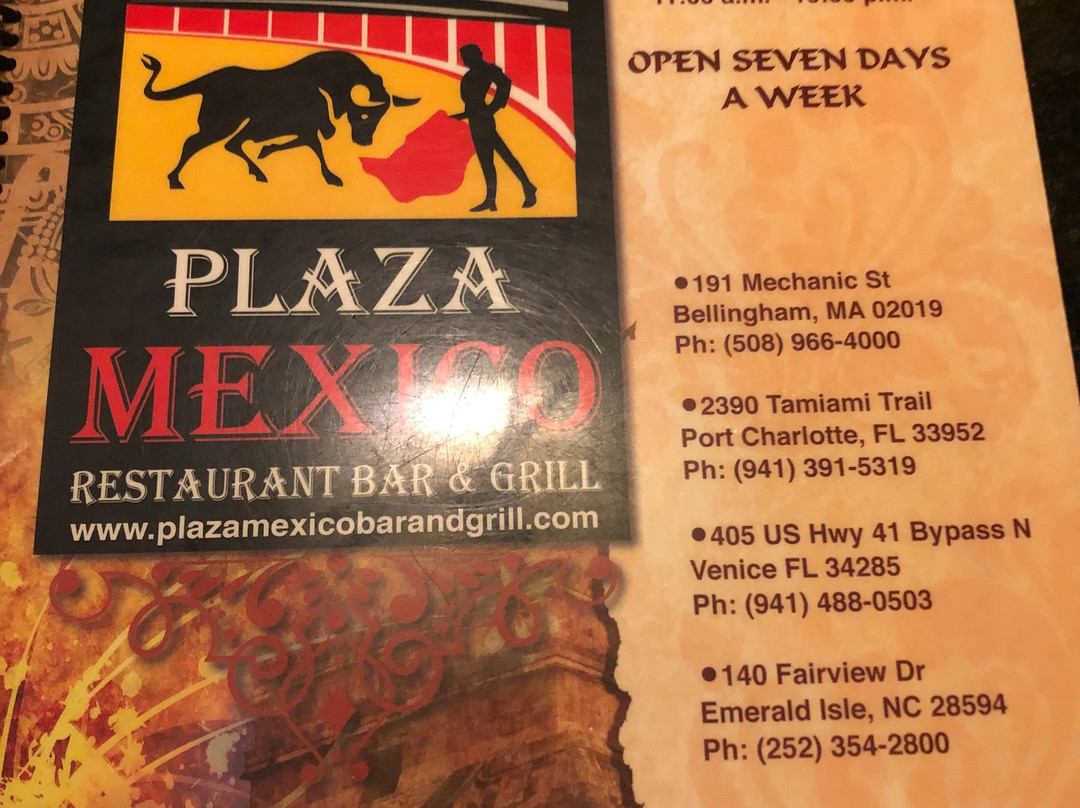 OPEN SEVEN DAYS
A WEEK
PLAZA
MEXICO
RESTAURANT BAR & GRILL
www.plazamexicobarandgrill.com
●191 Mechanic St
Bellingham, MA 02019
Ph: (508) 966-4000
●2390 Tamiami Trail
Port Charlotte, FL 33952
Ph: (941) 391-5319
●405 US Hwy 41 Bypass N
Venice FL 34285
Ph: (941) 488-0503
●140 Fairview Dr
Emerald Isle, NC 28594
Ph: (252) 354-2800